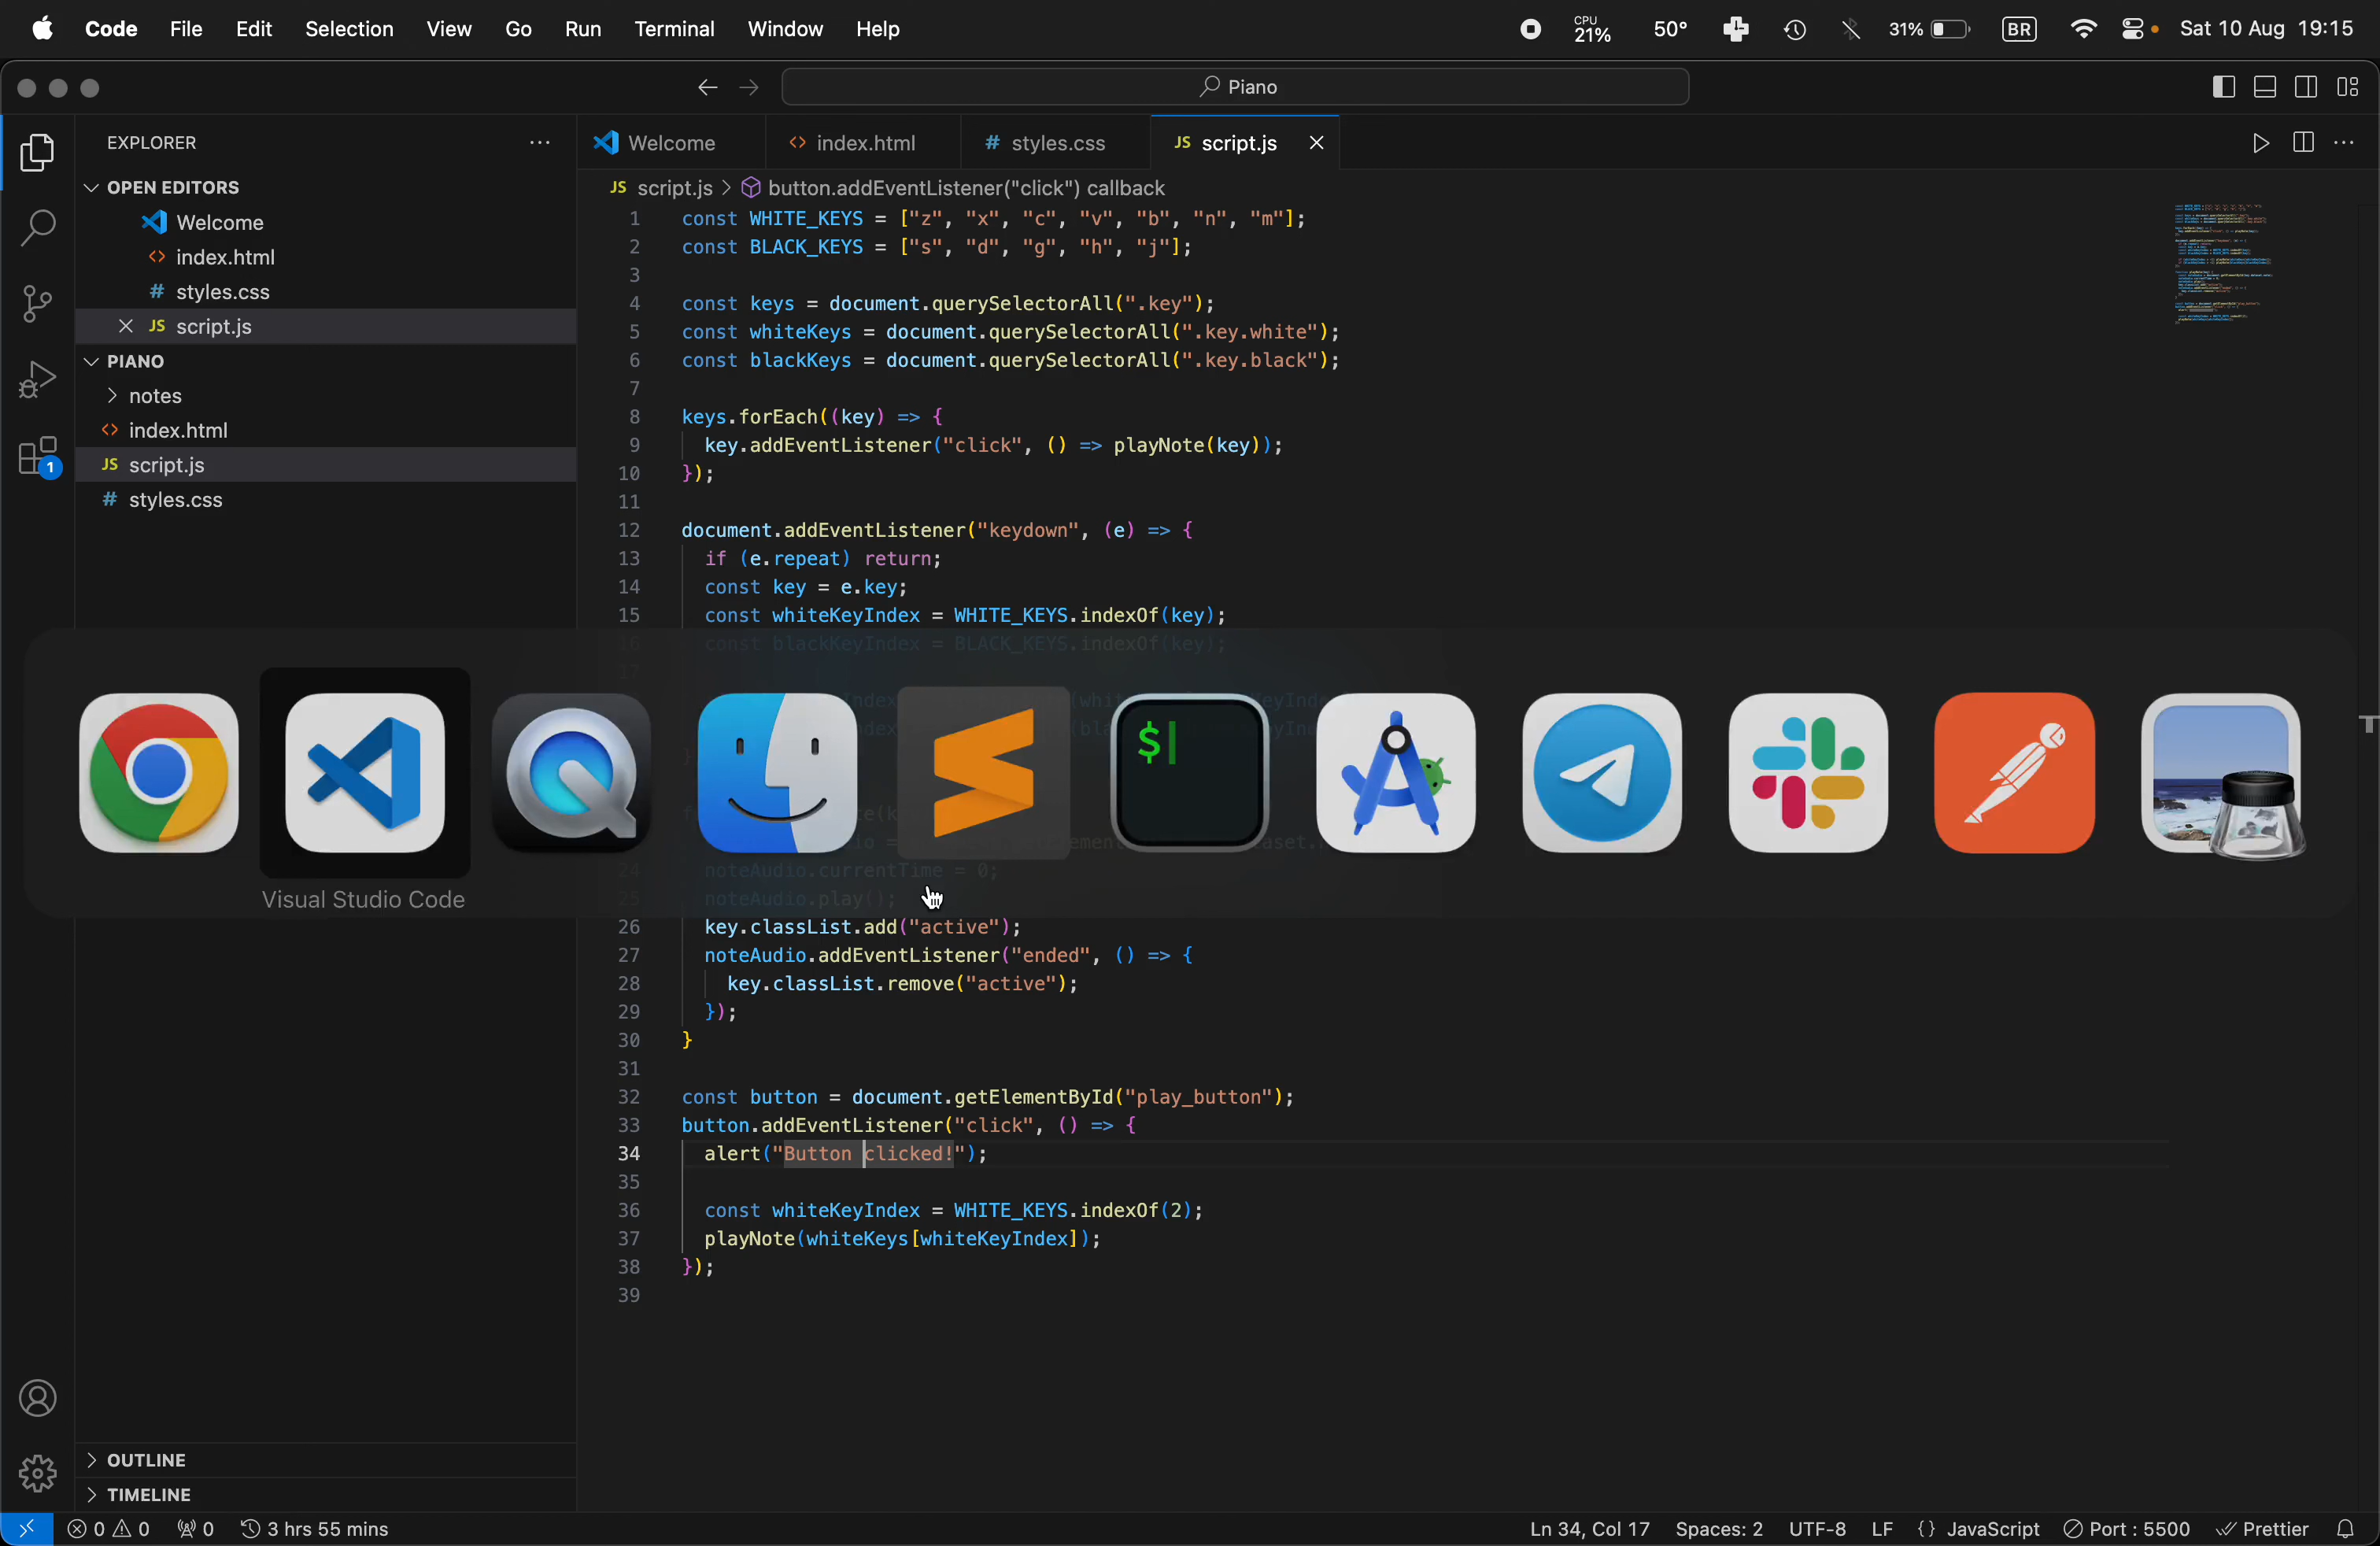 Code File Edit Selection View Go Run Terminal Window Help CPU 21% 50° 31% BR Sat 10 Aug 19:15
Piano
EXPLORER
OPEN EDITORS
Welcome
index.html
styles.css
JS script.js
PIANO
notes
index.html
JS script.js
styles.css
1
OUTLINE
TIMELINE
Welcome index.html styles.css JS script.js
JS script.js > button.addEventListener("click") callback
1 const WHITE_KEYS = ["z", "x", "c", "v", "b", "n", "m"];
2 const BLACK_KEYS = ["s", "d", "g", "h", "j"];
3
4 const keys = document.querySelectorAll(".key");
5 const whiteKeys = document.querySelectorAll(".key.white");
6 const blackKeys = document.querySelectorAll(".key.black");
7
8 keys.forEach((key) => {
9 key.addEventListener("click", () => playNote(key));
10 });
11
12 document.addEventListener("keydown", (e) => {
13 if (e.repeat) return;
14 const key = e.key;
15 const whiteKeyIndex = WHITE_KEYS.indexOf(key);
16 const blackKeyIndex = BLACK_KEYS.indexOf(key);
17
$
Visual Studio Code
24 noteAudio.currentTime = 0;
25 noteAudio.play();
26 key.classList.add("active");
27 noteAudio.addEventListener("ended", () => {
28 key.classList.remove("active");
29 });
30 }
31
32 const button = document.getElementById("play_button");
33 button.addEventListener("click", () => {
34 alert("Button clicked!");
35
36 const whiteKeyIndex = WHITE_KEYS.indexOf(2);
37 playNote(whiteKeys[whiteKeyIndex]);
38 });
39
0 0 0 3 hrs 55 mins Ln 34, Col 17 Spaces: 2 UTF-8 LF {} JavaScript Port : 5500 Prettier